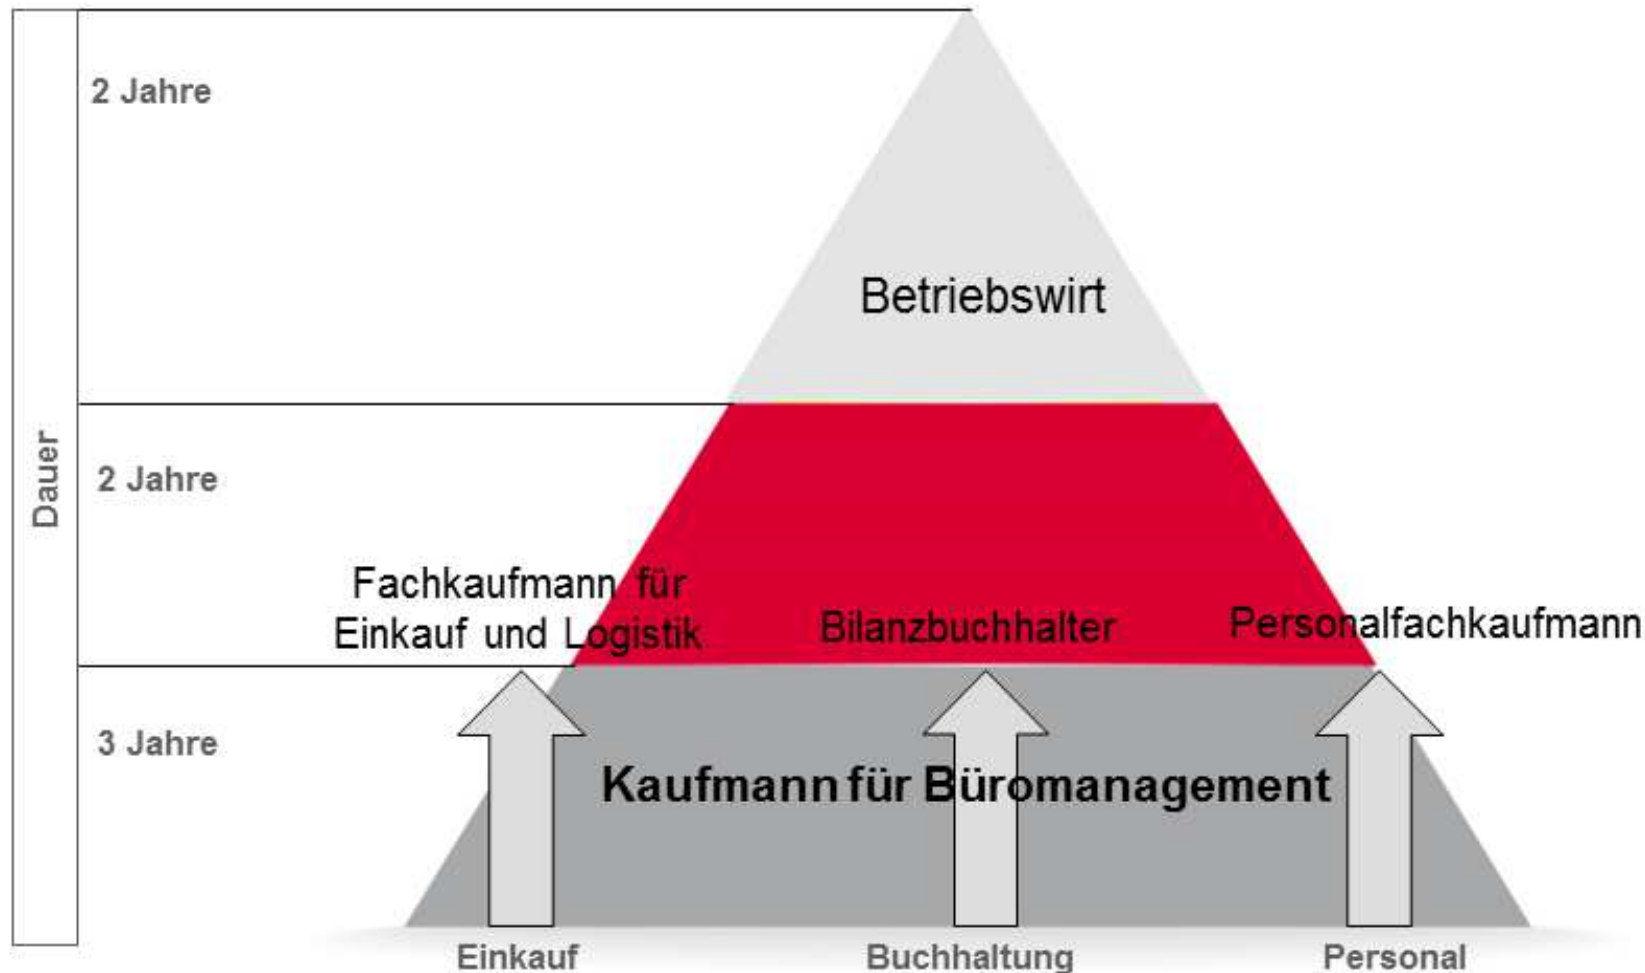 2 Jahre
Betriebswirt
Dauer
2 Jahre
Fachkaufmann für
Einkauf und Logistik
Bilanzbuchhalter
Personalfachkaufmann
3 Jahre
Kaufmann für Büromanagement
Einkauf
Buchhaltung
Personal